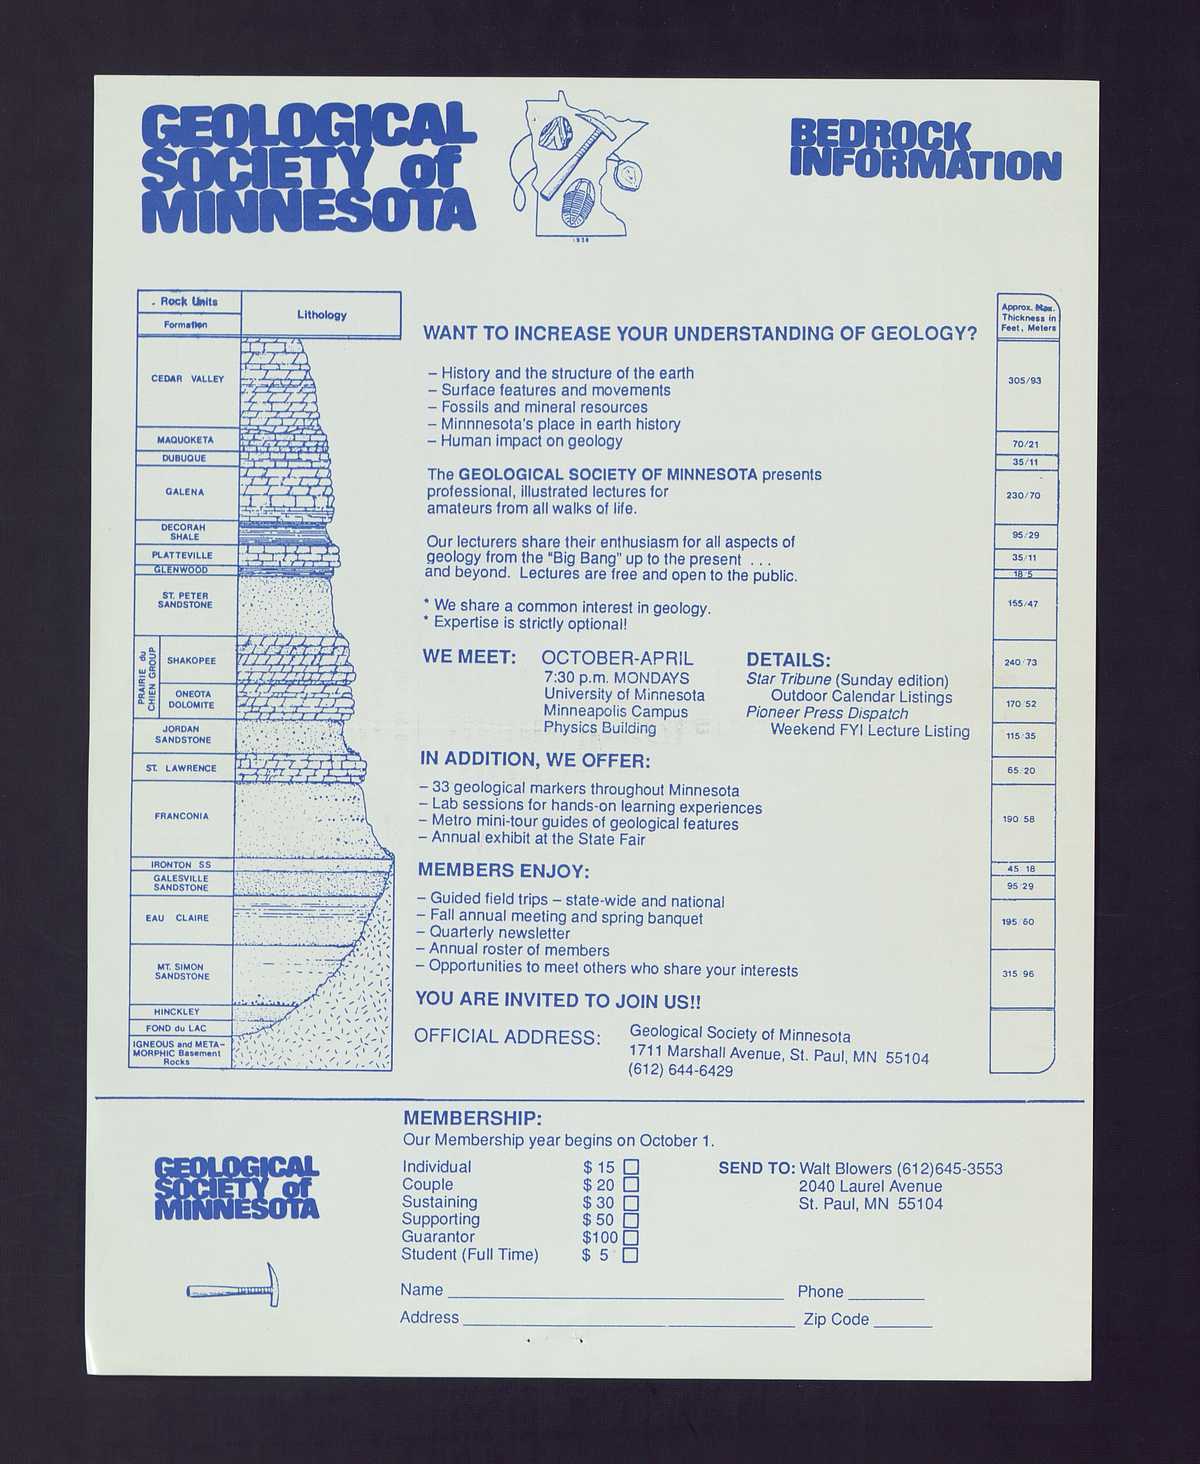 GEOLOGICAL
SOCIETY of
MINNESOTA
1938
BEDROCK
INFORMATION
Rock Units
Formation
Lithology
CEDAR VALLEY
MAQUOKETA
DUBUQUE
GALENA
DECORAH
SHALE
PLATTEVILLE
GLENWOOD
ST. PETER
SANDSTONE
PRAIRIE du
CHIEN GROUP
SHAKOPEE
ONEOTA
DOLOMITE
JORDAN
SANDSTONE
ST. LAWRENCE
FRANCONIA
IRONTON SS
GALESVILLE
SANDSTONE
EAU CLAIRE
MT. SIMON
SANDSTONE
HINCKLEY
FOND du LAC
IGNEOUS and META-
MORPHIC Basement
Rocks
WANT TO INCREASE YOUR UNDERSTANDING OF GEOLOGY?
– History and the structure of the earth
– Surface features and movements
– Fossils and mineral resources
– Minnnesota's place in earth history
– Human impact on geology
The GEOLOGICAL SOCIETY OF MINNESOTA presents
professional, illustrated lectures for
amateurs from all walks of life.
Our lecturers share their enthusiasm for all aspects of
geology from the "Big Bang" up to the present . . .
and beyond. Lectures are free and open to the public.
* We share a common interest in geology.
* Expertise is strictly optional!
WE MEET: OCTOBER-APRIL
7:30 p.m. MONDAYS
University of Minnesota
Minneapolis Campus
Physics Building
DETAILS:
Star Tribune (Sunday edition)
Outdoor Calendar Listings
Pioneer Press Dispatch
Weekend FYI Lecture Listing
IN ADDITION, WE OFFER:
– 33 geological markers throughout Minnesota
– Lab sessions for hands-on learning experiences
– Metro mini-tour guides of geological features
– Annual exhibit at the State Fair
MEMBERS ENJOY:
– Guided field trips – state-wide and national
– Fall annual meeting and spring banquet
– Quarterly newsletter
– Annual roster of members
– Opportunities to meet others who share your interests
YOU ARE INVITED TO JOIN US!!
OFFICIAL ADDRESS: Geological Society of Minnesota
1711 Marshall Avenue, St. Paul, MN 55104
(612) 644-6429
Approx. Max.
Thickness in
Feet, Meters
305/93
70/21
35/11
230/70
95/29
35/11
18 5
155/47
240 73
170 52
115 35
65 20
190 58
45 18
95 29
195 60
315 96
GEOLOGICAL
SOCIETY of
MINNESOTA
MEMBERSHIP:
Our Membership year begins on October 1.
Individual $ 15
Couple $ 20
Sustaining $ 30
Supporting $ 50
Guarantor $100
Student (Full Time) $ 5
SEND TO: Walt Blowers (612)645-3553
2040 Laurel Avenue
St. Paul, MN 55104
Name Phone
Address Zip Code